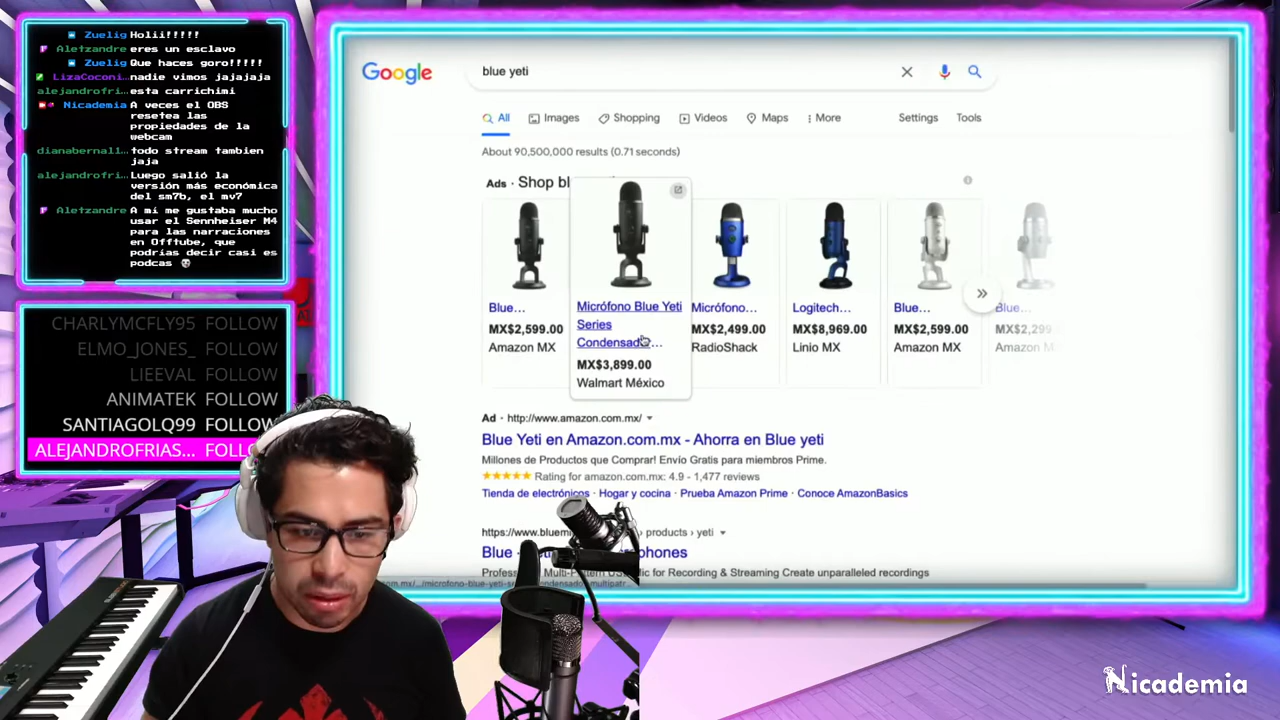 Zuelig Holii!!!!!
Aletzandre eres un esclavo
Zuelig Que haces goro!!!!!
LizaCoconi… nadie vimos jajajaja
alejandrofri… esta carrichimi
Nicademia A veces el OBS
resetea las
propiedades de la
webcam
dianabernal1… todo stream tambien
jaja
alejandrofri… Luego salió la
versión más económica
del sm7b, el mv7
Aletzandre A mí me gustaba mucho
usar el Sennheiser M4
para las narraciones
en Offtube, que
podrías decir casi es
podcas
CHARLYMCFLY95 FOLLOW
ELMO_JONES_ FOLLOW
LIEEVAL FOLLOW
ANIMATEK FOLLOW
SANTIAGOLQ99 FOLLOW
ALEJANDROFRIAS... FOLLO
Google
blue yeti
All Images Shopping Videos Maps More Settings Tools
About 90,500,000 results (0.71 seconds)
Ads · Shop bl
Blue…
MX$2,599.00
Amazon MX
Micrófono Blue Yeti
Series
Condensado…
MX$3,899.00
Walmart México
Micrófono…
MX$2,499.00
RadioShack
Logitech…
MX$8,969.00
Linio MX
Blue…
MX$2,599.00
Amazon MX
Blue…
MX$2,299
Amazon M
Ad · http://www.amazon.com.mx/
Blue Yeti en Amazon.com.mx - Ahorra en Blue yeti
Millones de Productos que Comprar! Envío Gratis para miembros Prime.
Rating for amazon.com.mx: 4.9 - 1,477 reviews
Tienda de electrónicos · Hogar y cocina · Prueba Amazon Prime · Conoce AmazonBasics
https://www.bluemi › products › yeti
Blue - phones
Profess Multi-Pattern lic for Recording & Streaming Create unparalleled recordings
Nicademia